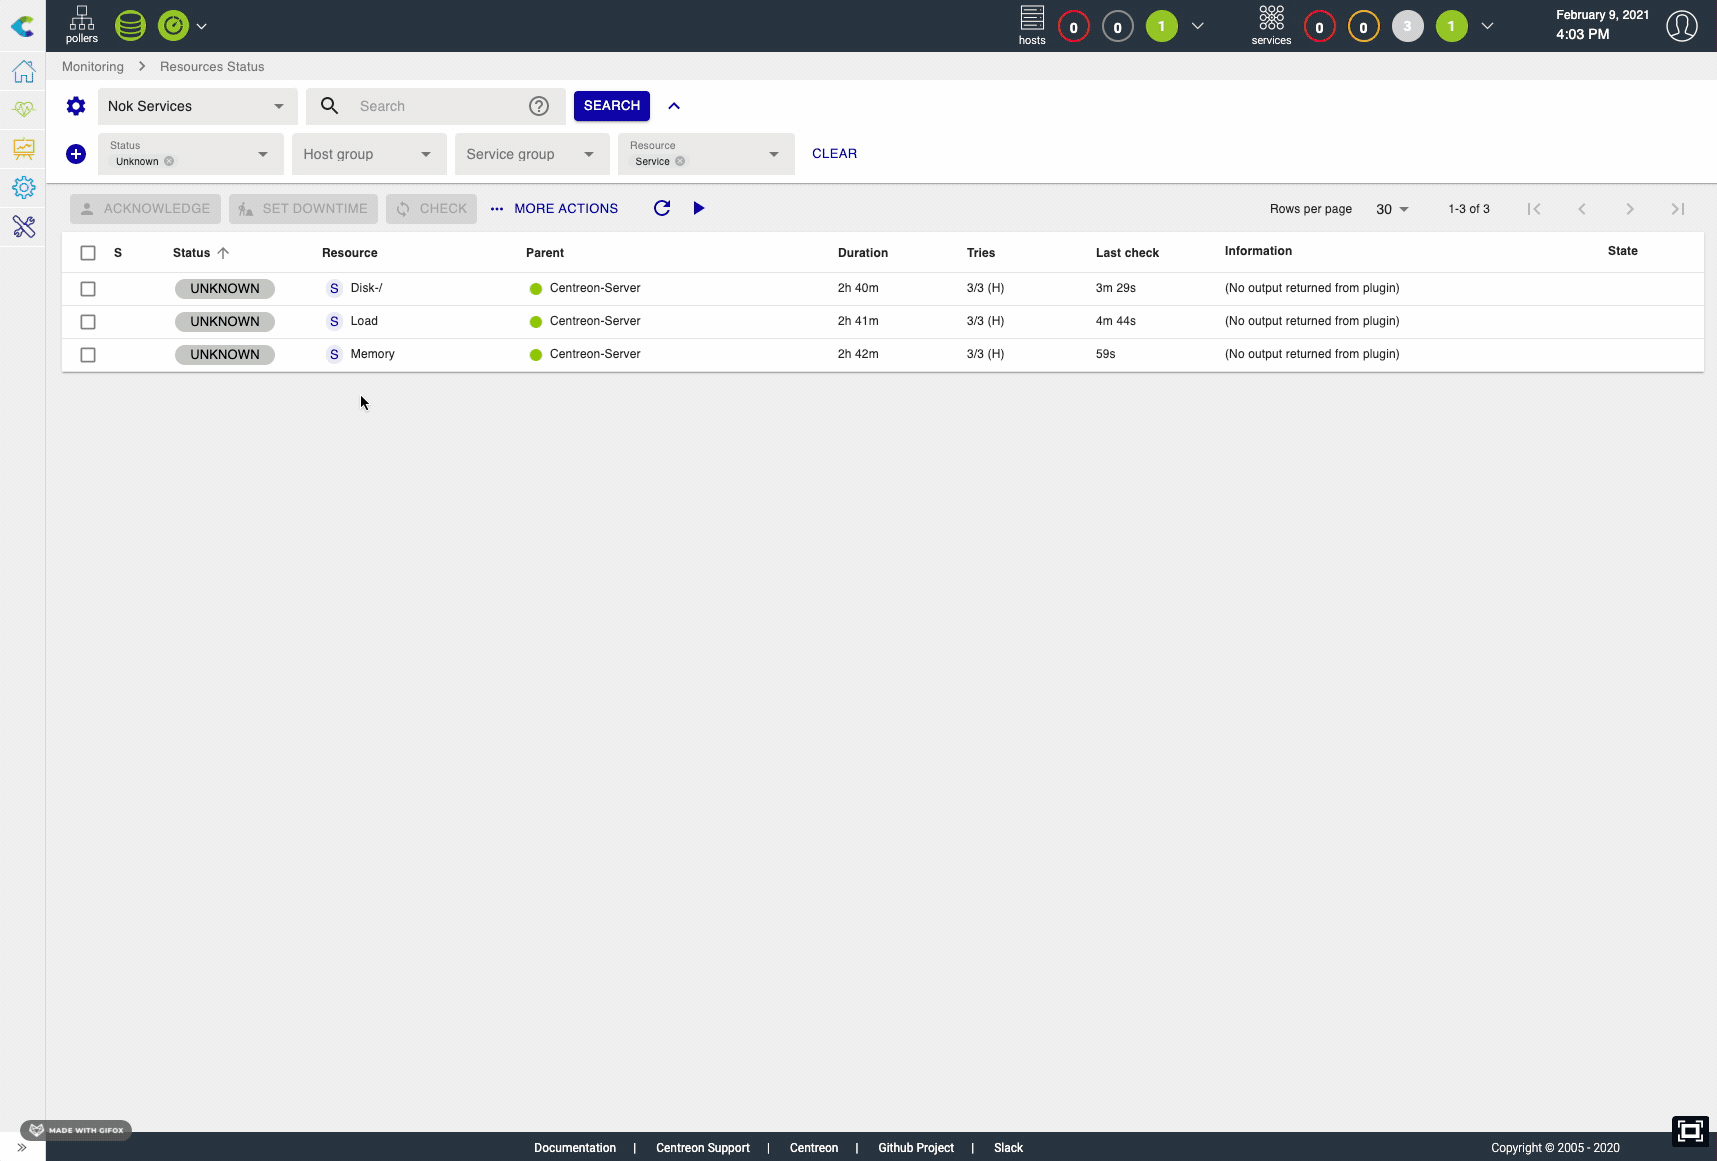 pollers
hosts
0
0
1
services
0
0
3
1
February 9, 2021
4:03 PM
Monitoring
Resources Status
Nok Services
Search
SEARCH
Status
Unknown
Host group
Service group
Resource
Service
CLEAR
ACKNOWLEDGE
SET DOWNTIME
CHECK
MORE ACTIONS
Rows per page
30
1-3 of 3
S Status Resource Parent Duration Tries Last check Information State
UNKNOWN S Disk-/ Centreon-Server 2h 40m 3/3 (H) 3m 29s (No output returned from plugin)
UNKNOWN S Load Centreon-Server 2h 41m 3/3 (H) 4m 44s (No output returned from plugin)
UNKNOWN S Memory Centreon-Server 2h 42m 3/3 (H) 59s (No output returned from plugin)
MADE WITH GIFOX
Documentation | Centreon Support | Centreon | Github Project | Slack
Copyright © 2005 - 2020